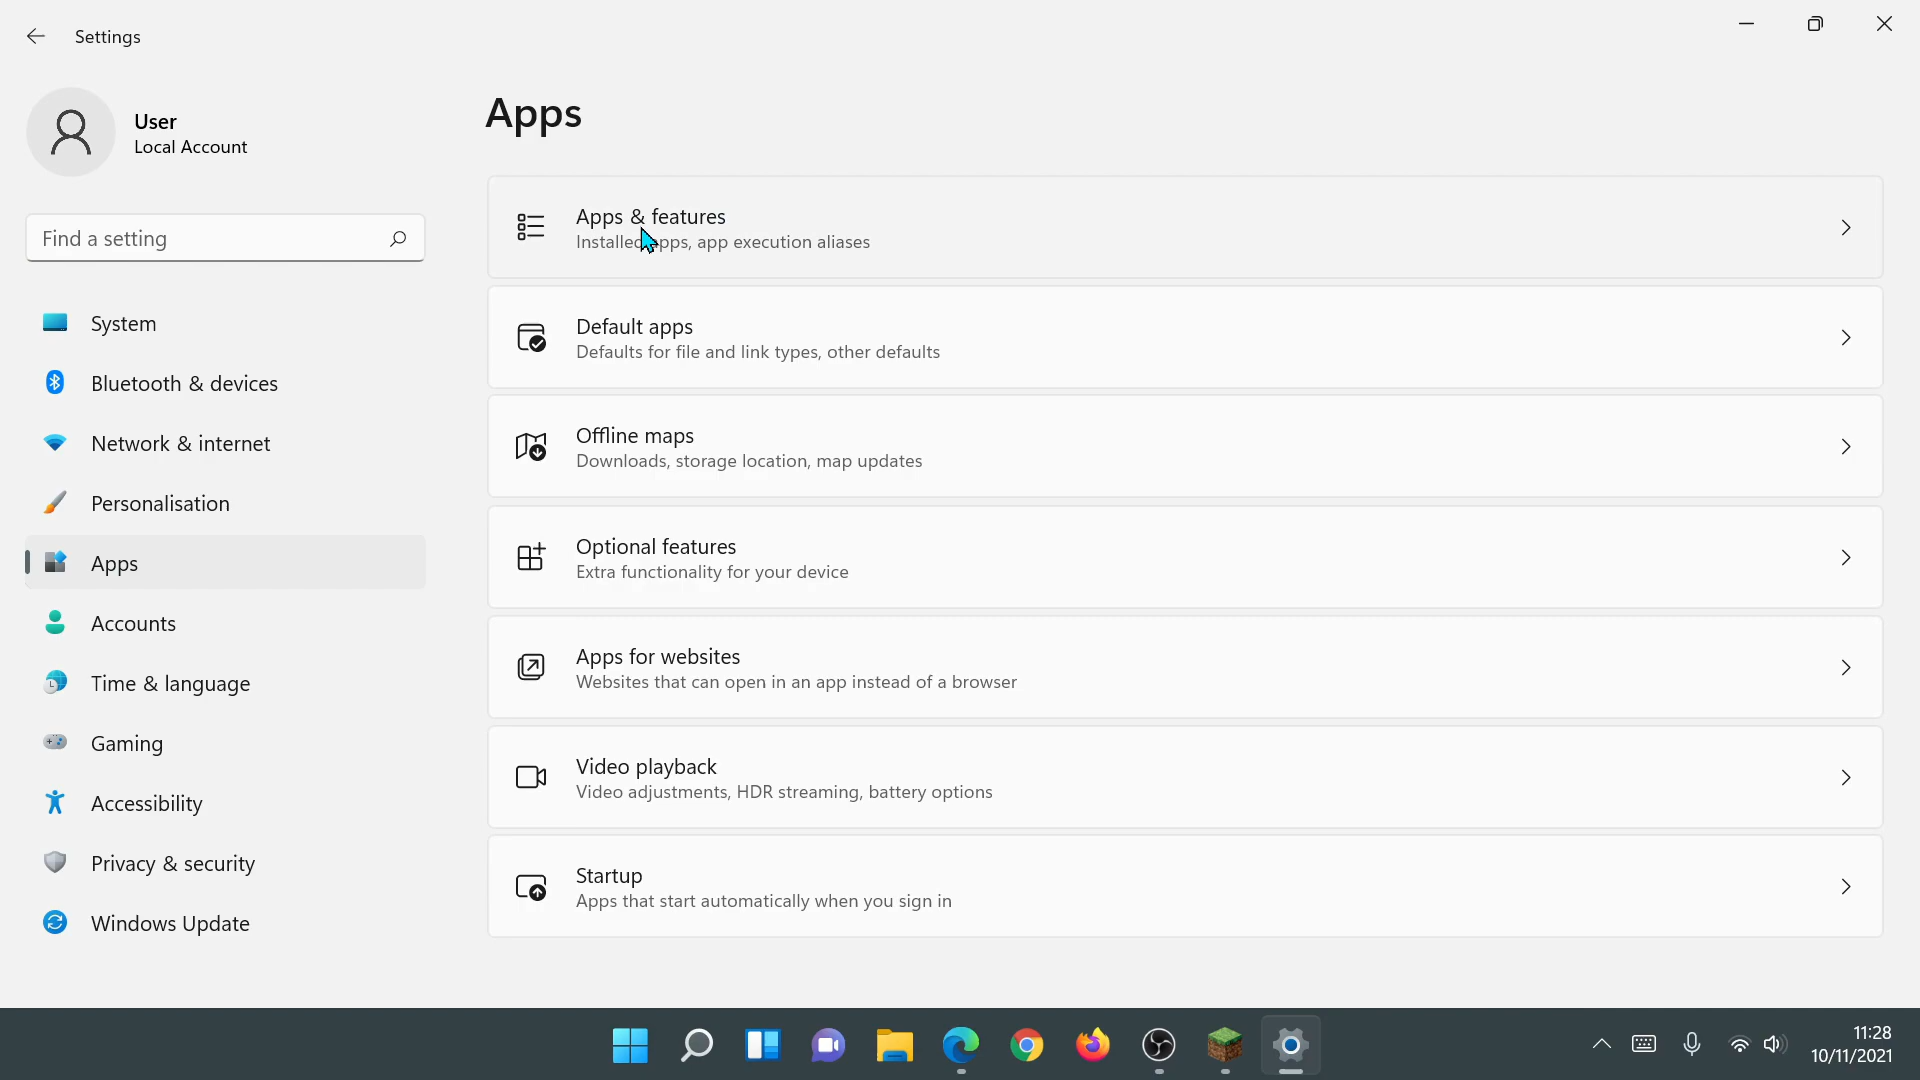 Settings
User
Local Account
Find a setting
System
Bluetooth & devices
Network & internet
Personalisation
Apps
Accounts
Time & language
Gaming
Accessibility
Privacy & security
Windows Update
Apps
Apps & features
Installed apps, app execution aliases
Default apps
Defaults for file and link types, other defaults
Offline maps
Downloads, storage location, map updates
Optional features
Extra functionality for your device
Apps for websites
Websites that can open in an app instead of a browser
Video playback
Video adjustments, HDR streaming, battery options
Startup
Apps that start automatically when you sign in
11:28
10/11/2021